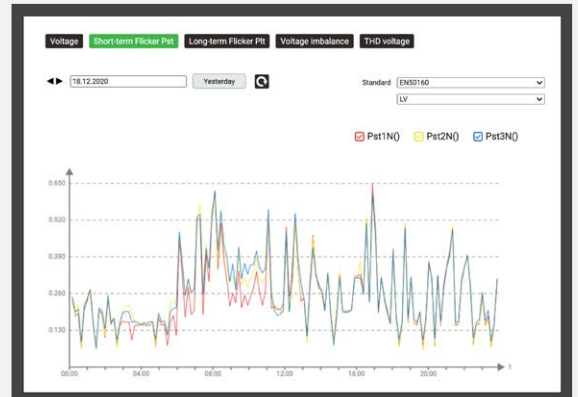 Voltage Short-term Flicker Pst Long-term Flicker Plt Voltage imbalance THD voltage
18.12.2020 Yesterday Standard EN50160
LV
Pst1N() Pst2N() Pst3N()
0.650
0.520
0.390
0.260
0.130
00:00 04:00 08:00 12:00 16:00 20:00 t